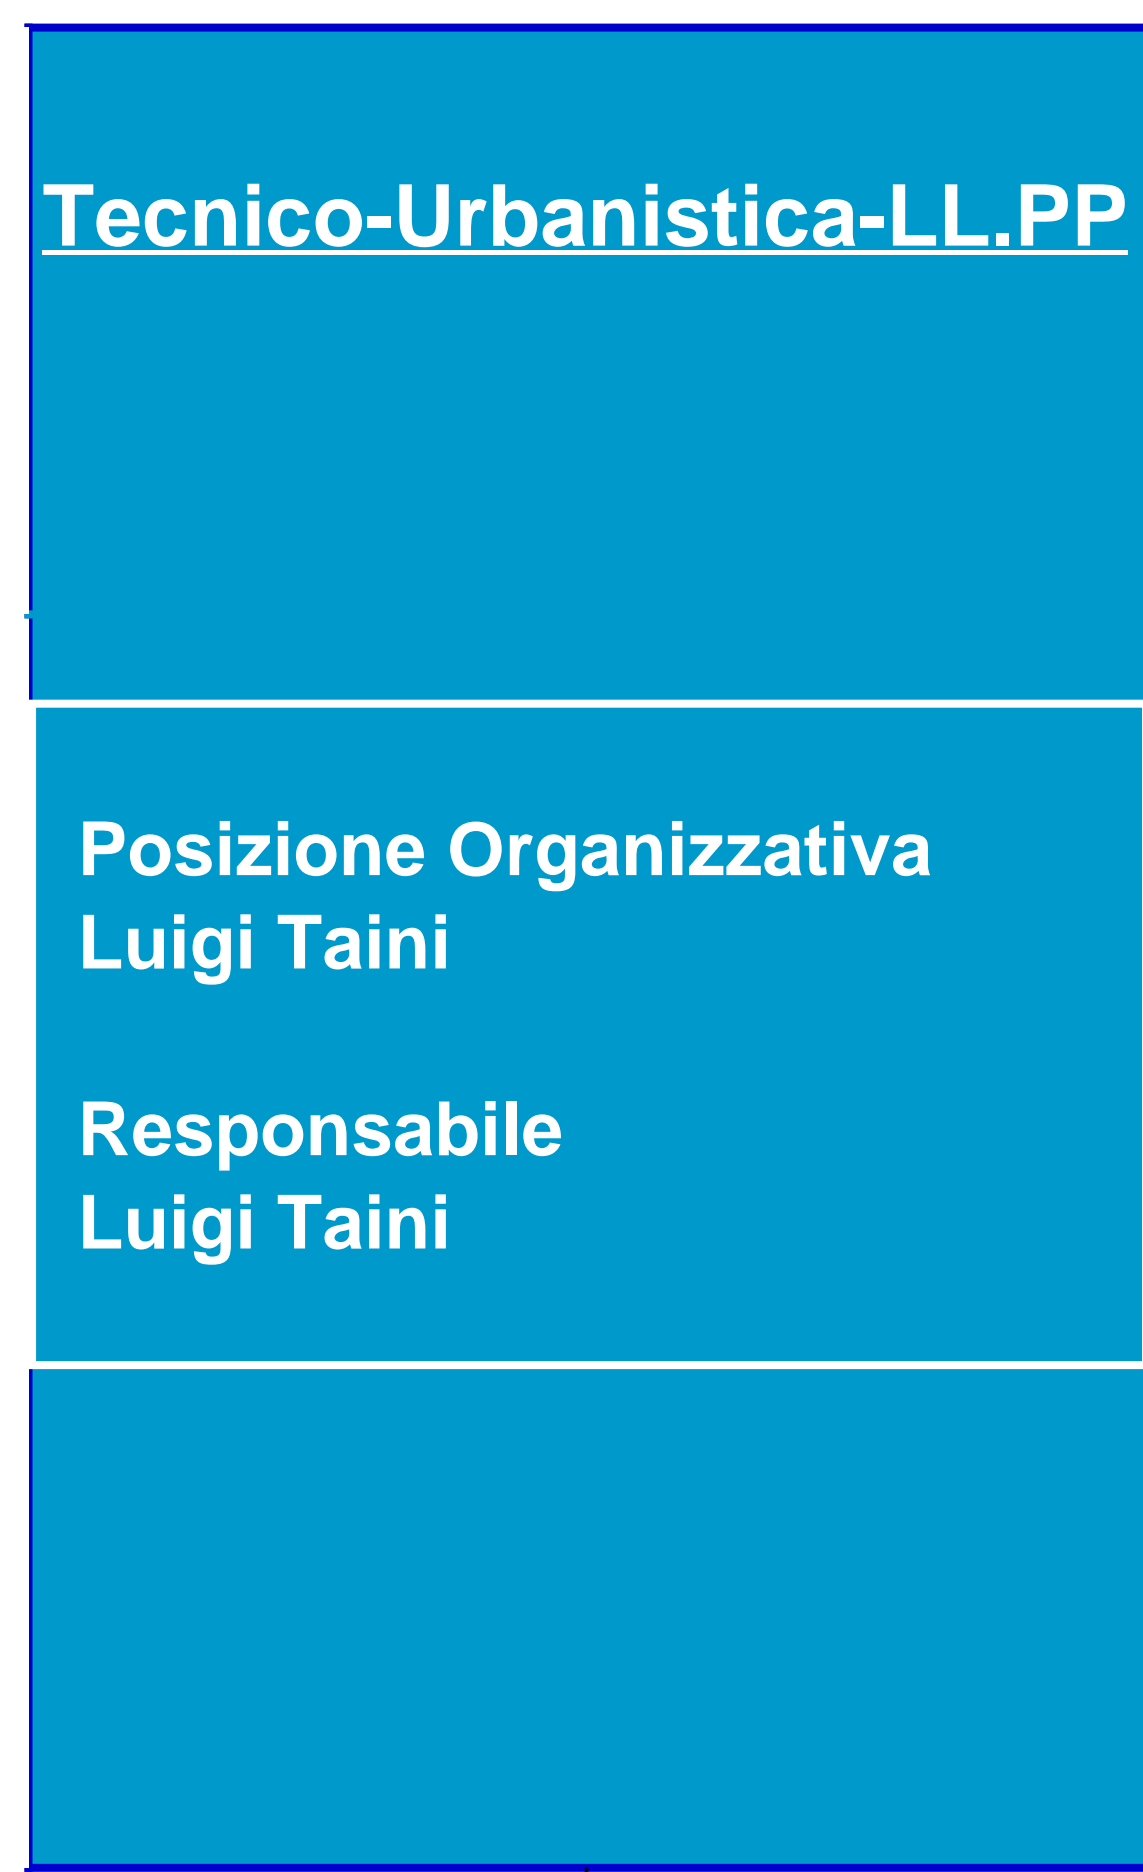 Tecnico-Urbanistica-LL.PP
Posizione Organizzativa
Luigi Taini
Responsabile
Luigi Taini